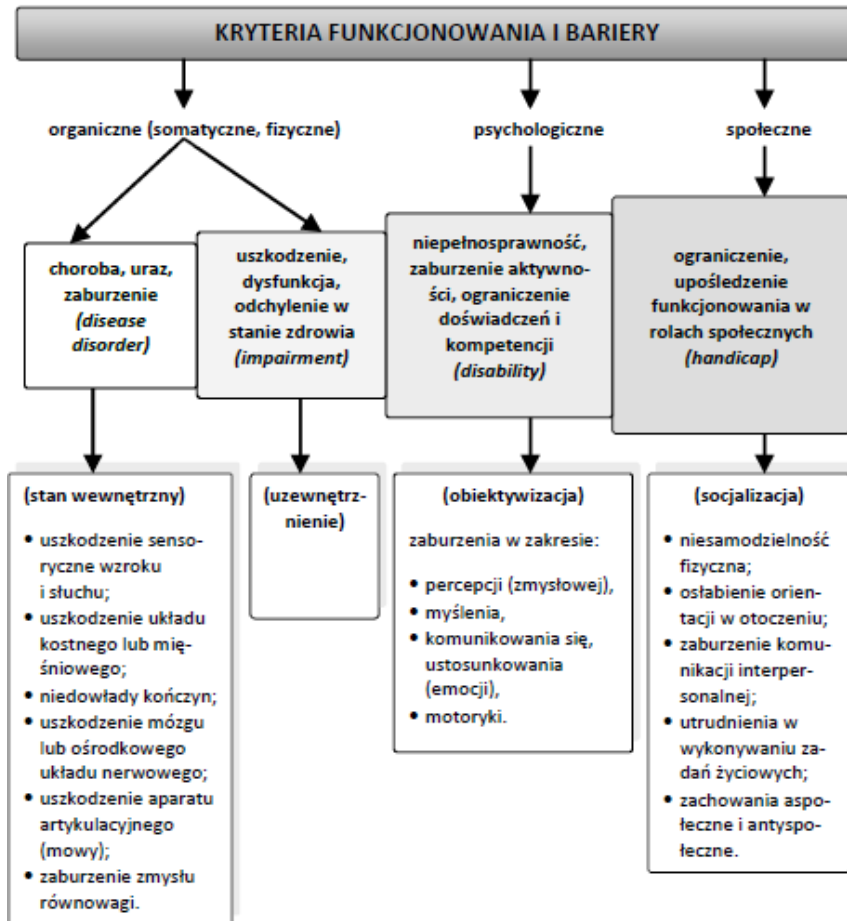 KRYTERIA FUNKCJONOWANIA I BARIERY
organiczne (somatyczne, fizyczne)
psychologiczne
społeczne
choroba, uraz,
zaburzenie
(disease
disorder)
uszkodzenie,
dysfunkcja,
odchylenie w
stanie zdrowia
(impairment)
niepełnosprawność,
zaburzenie aktywno-
ści, ograniczenie
doświadczeń i
kompetencji
(disability)
ograniczenie,
upośledzenie
funkcjonowania w
rolach społecznych
(handicap)
(stan wewnętrzny)
• uszkodzenie senso-
ryczne wzroku
i słuchu;
• uszkodzenie układu
kostnego lub mię-
śniowego;
• niedowłady kończyn;
• uszkodzenie mózgu
lub ośrodkowego
układu nerwowego;
• uszkodzenie aparatu
artykulacyjnego
(mowy);
• zaburzenie zmysłu
równowagi.
(uzewnętrz-
nienie)
(obiektywizacja)
zaburzenia w zakresie:
• percepcji (zmysłowej),
• myślenia,
• komunikowania się,
ustosunkowania
(emocji),
• motoryki.
(socjalizacja)
• niesamodzielność
fizyczna;
• osłabienie orien-
tacji w otoczeniu;
• zaburzenie komu-
nikacji interper-
sonalnej;
• utrudnienia w
wykonywaniu za-
dań życiowych;
• zachowania aspo-
łeczne i antyspo-
łeczne.